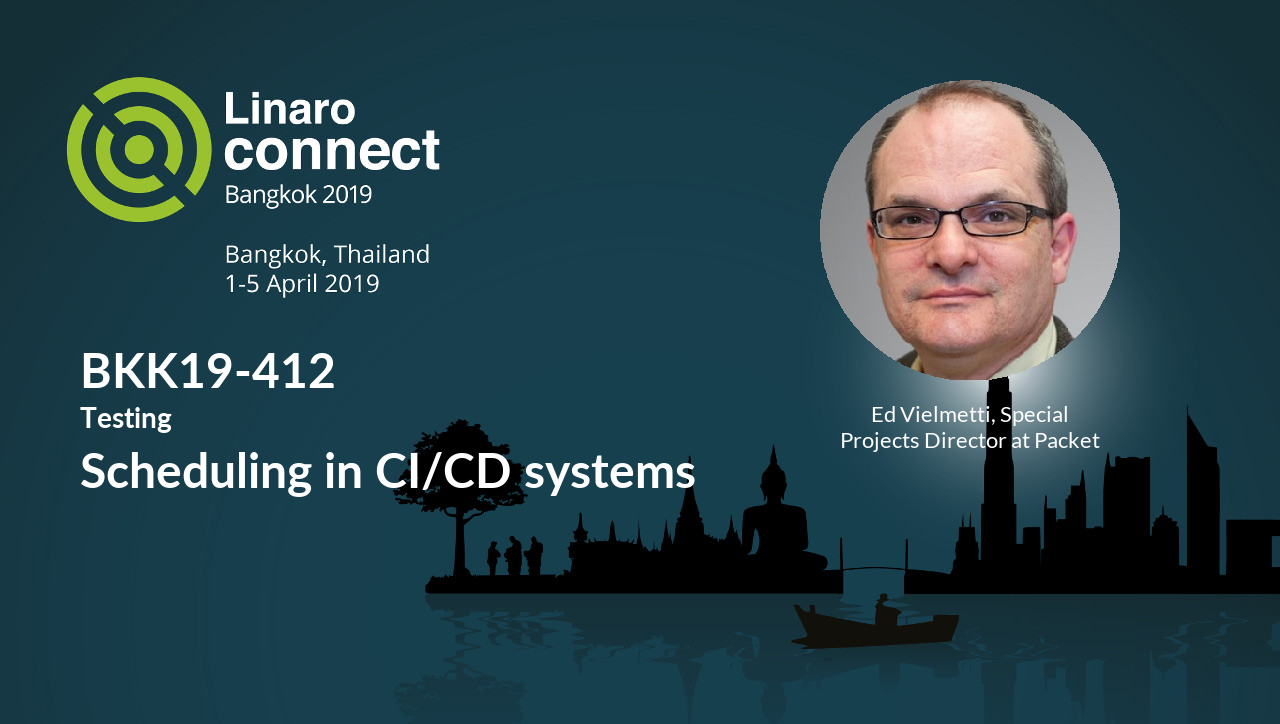 Linaro
connect
Bangkok 2019
Bangkok, Thailand
1-5 April 2019
BKK19-412
Testing
Scheduling in CI/CD systems
Ed Vielmetti, Special
Projects Director at Packet